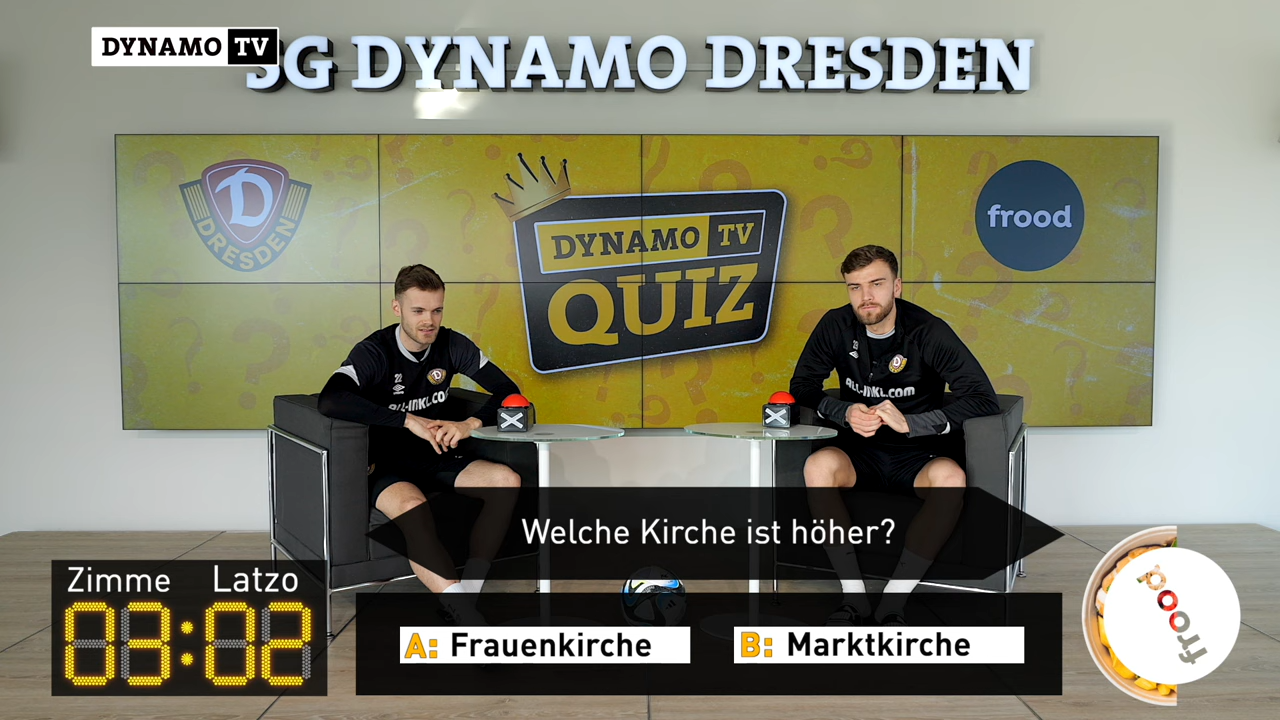 DYNAMO TV
SG DYNAMO DRESDEN
DRESDEN
DYNAMO TV
QUIZ
frood
22
ALL-INKL.COM
ALL-INKL.COM
Welche Kirche ist höher?
Zimme Latzo
03:02
A: Frauenkirche
B: Marktkirche
frood